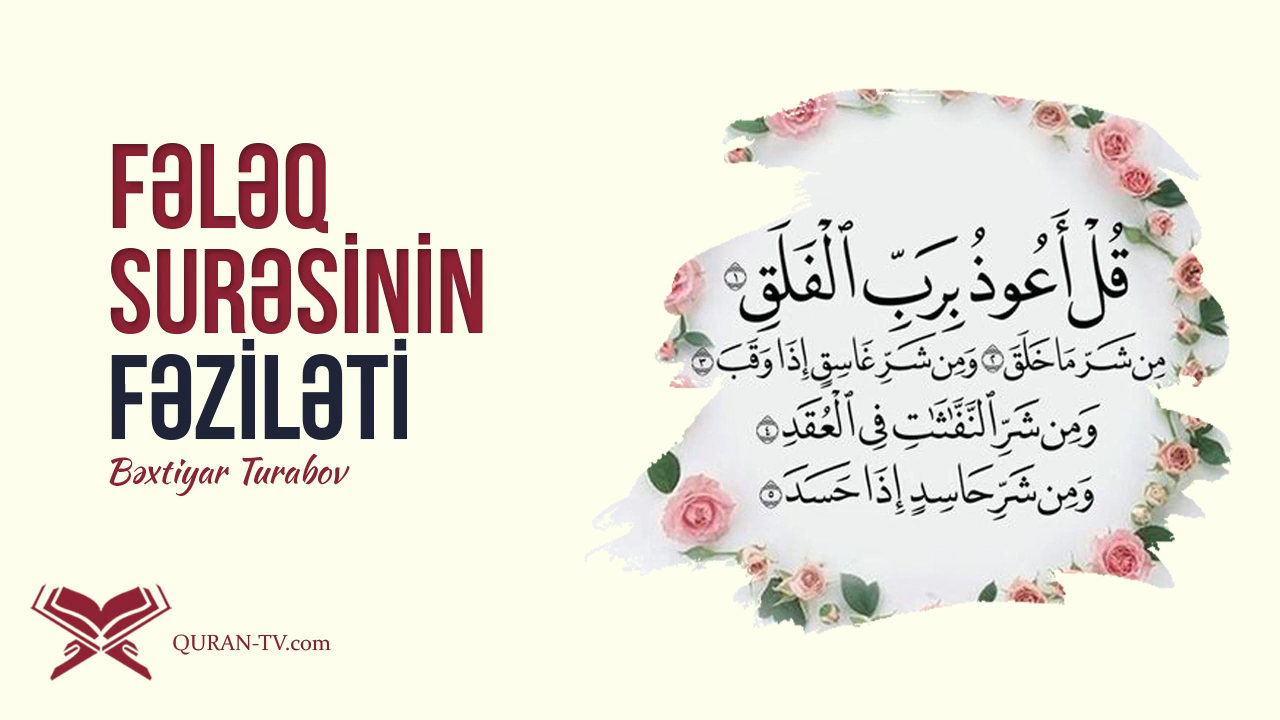 FƏLƏQ
SURƏSİNİN
FƏZİLƏTİ
Bəxtiyar Turabov
QURAN-TV.com
قُلْ أَعُوذُ بِرَبِّ ٱلْفَلَقِ ١
مِن شَرِّ مَا خَلَقَ ٢ وَمِن شَرِّ غَاسِقٍ إِذَا وَقَبَ ٣
وَمِن شَرِّ ٱلنَّفَّٰثَٰتِ فِى ٱلْعُقَدِ ٤
وَمِن شَرِّ حَاسِدٍ إِذَا حَسَدَ ٥